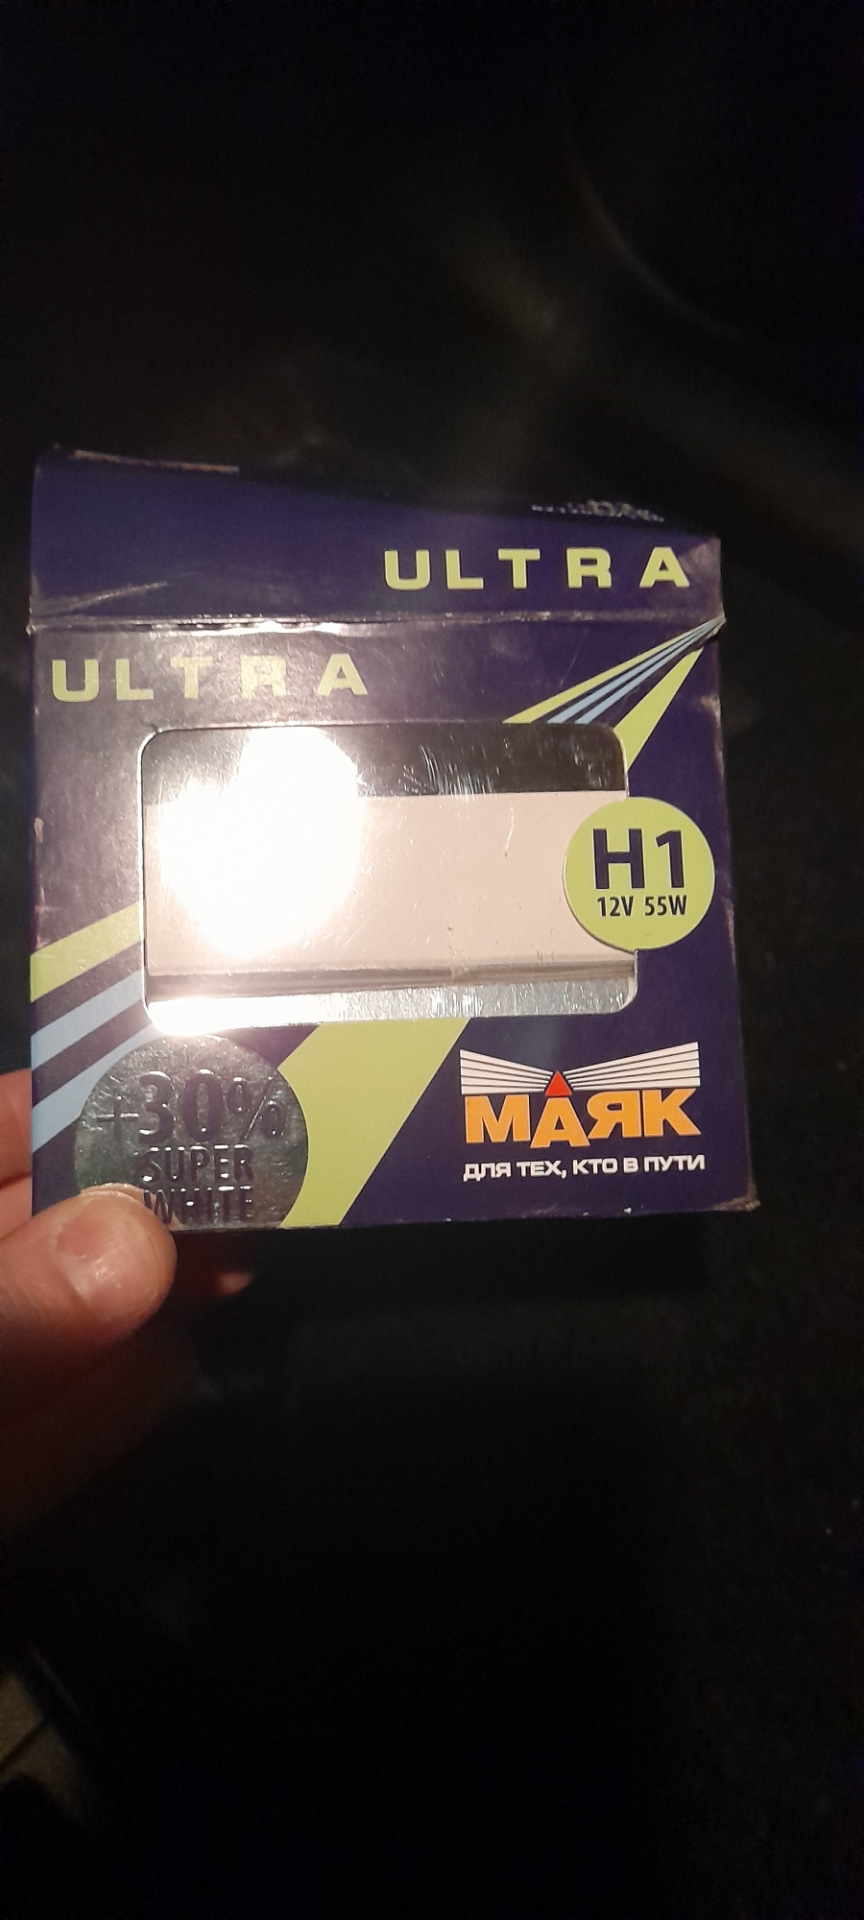 ULTRA
ULTRA
H1
12V 55W
+30%
SUPER
WHITE
МАЯК
ДЛЯ ТЕХ, КТО В ПУТИ